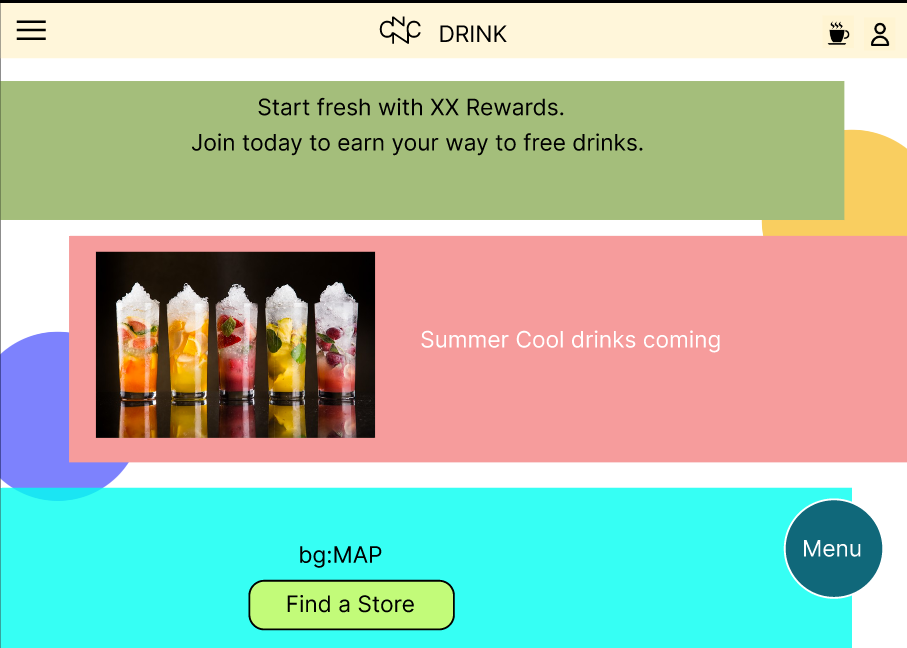 CNC DRINK
Start fresh with XX Rewards.
Join today to earn your way to free drinks.
Summer Cool drinks coming
bg:MAP
Find a Store
Menu